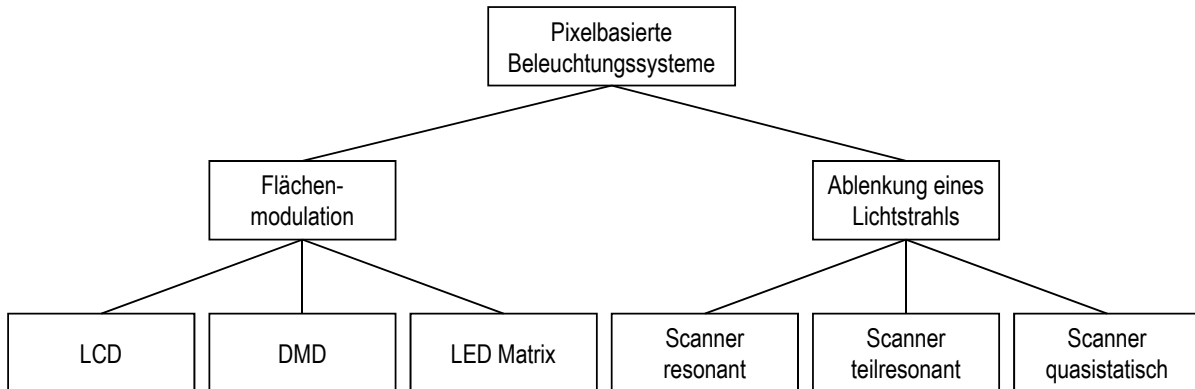 Pixelbasierte
Beleuchtungssysteme
Flächen-
modulation
Ablenkung eines
Lichtstrahls
LCD
DMD
LED Matrix
Scanner
resonant
Scanner
teilresonant
Scanner
quasistatisch